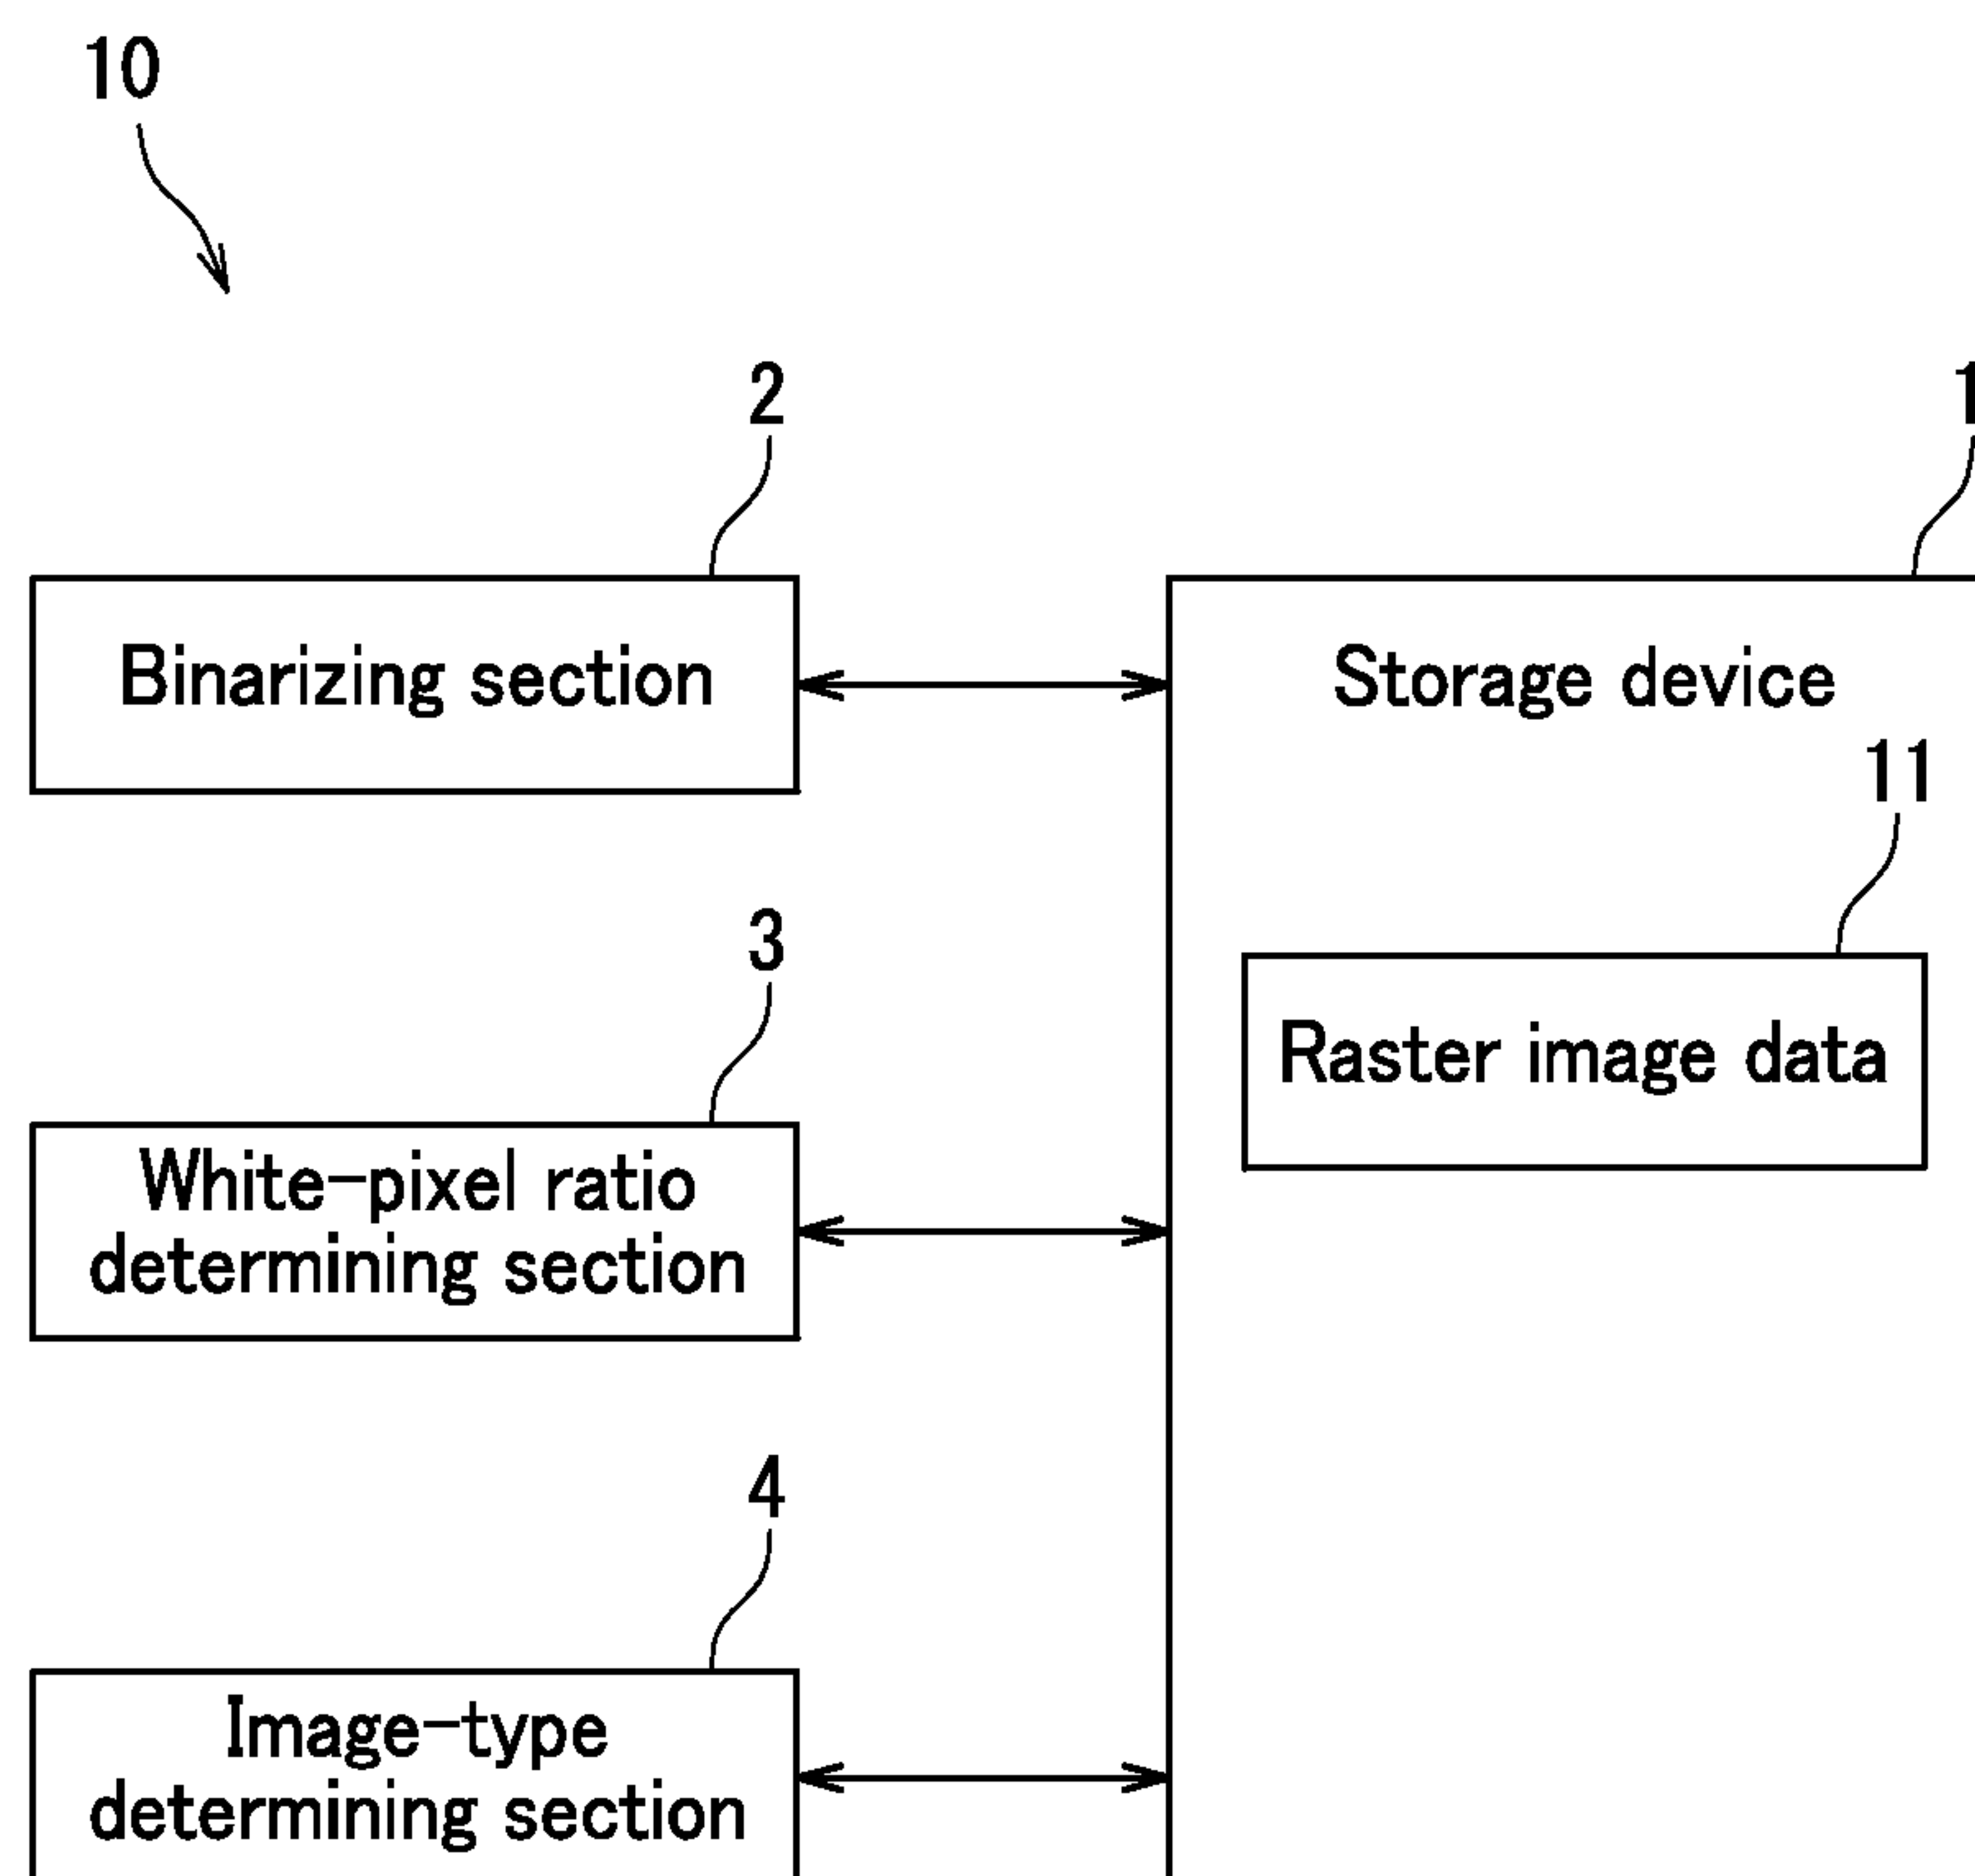 10
2
1
Binarizing section
Storage device
11
3
Raster image data
White-pixel ratio
determining section
4
Image-type
determining section